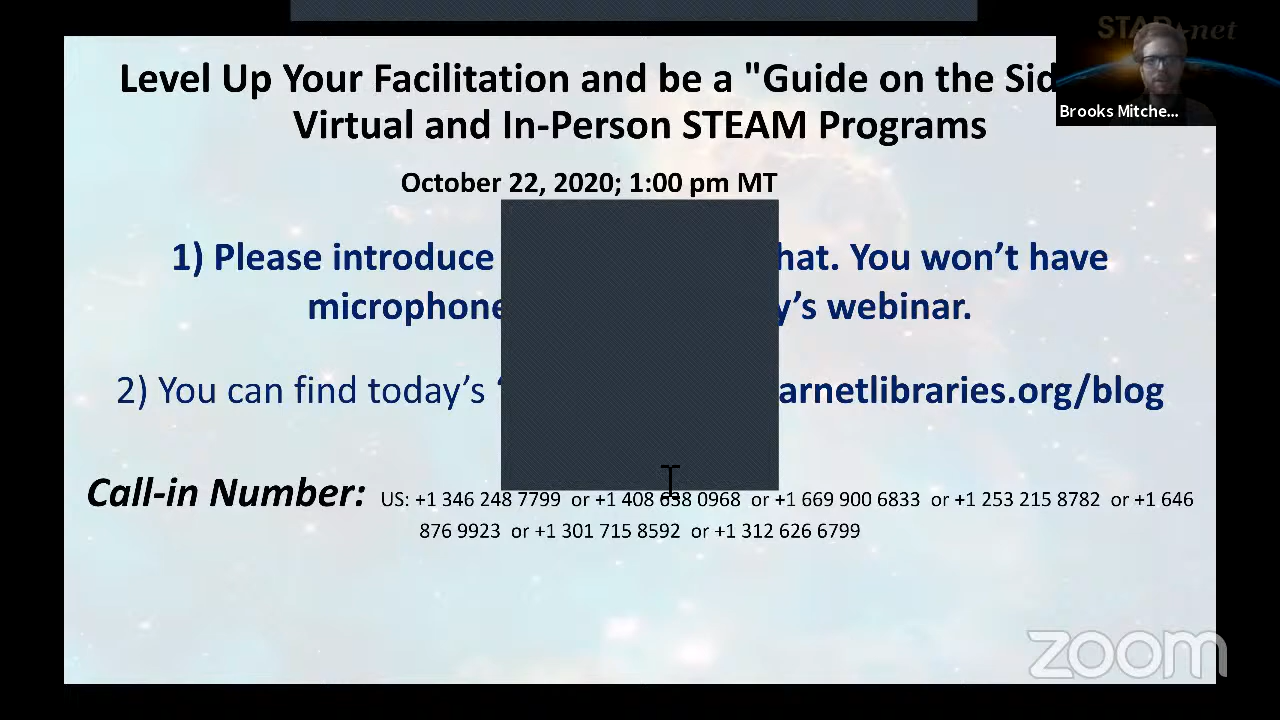 STAR net
Level Up Your Facilitation and be a "Guide on the Sid
Brooks Mitche...
Virtual and In-Person STEAM Programs
October 22, 2020; 1:00 pm MT
1) Please introduce hat. You won’t have
microphone y’s webinar.
2) You can find today’s ‘ arnetlibraries.org/blog
Call-in Number: US: +1 346 248 7799 or +1 408 638 0968 or +1 669 900 6833 or +1 253 215 8782 or +1 646
876 9923 or +1 301 715 8592 or +1 312 626 6799
zoom